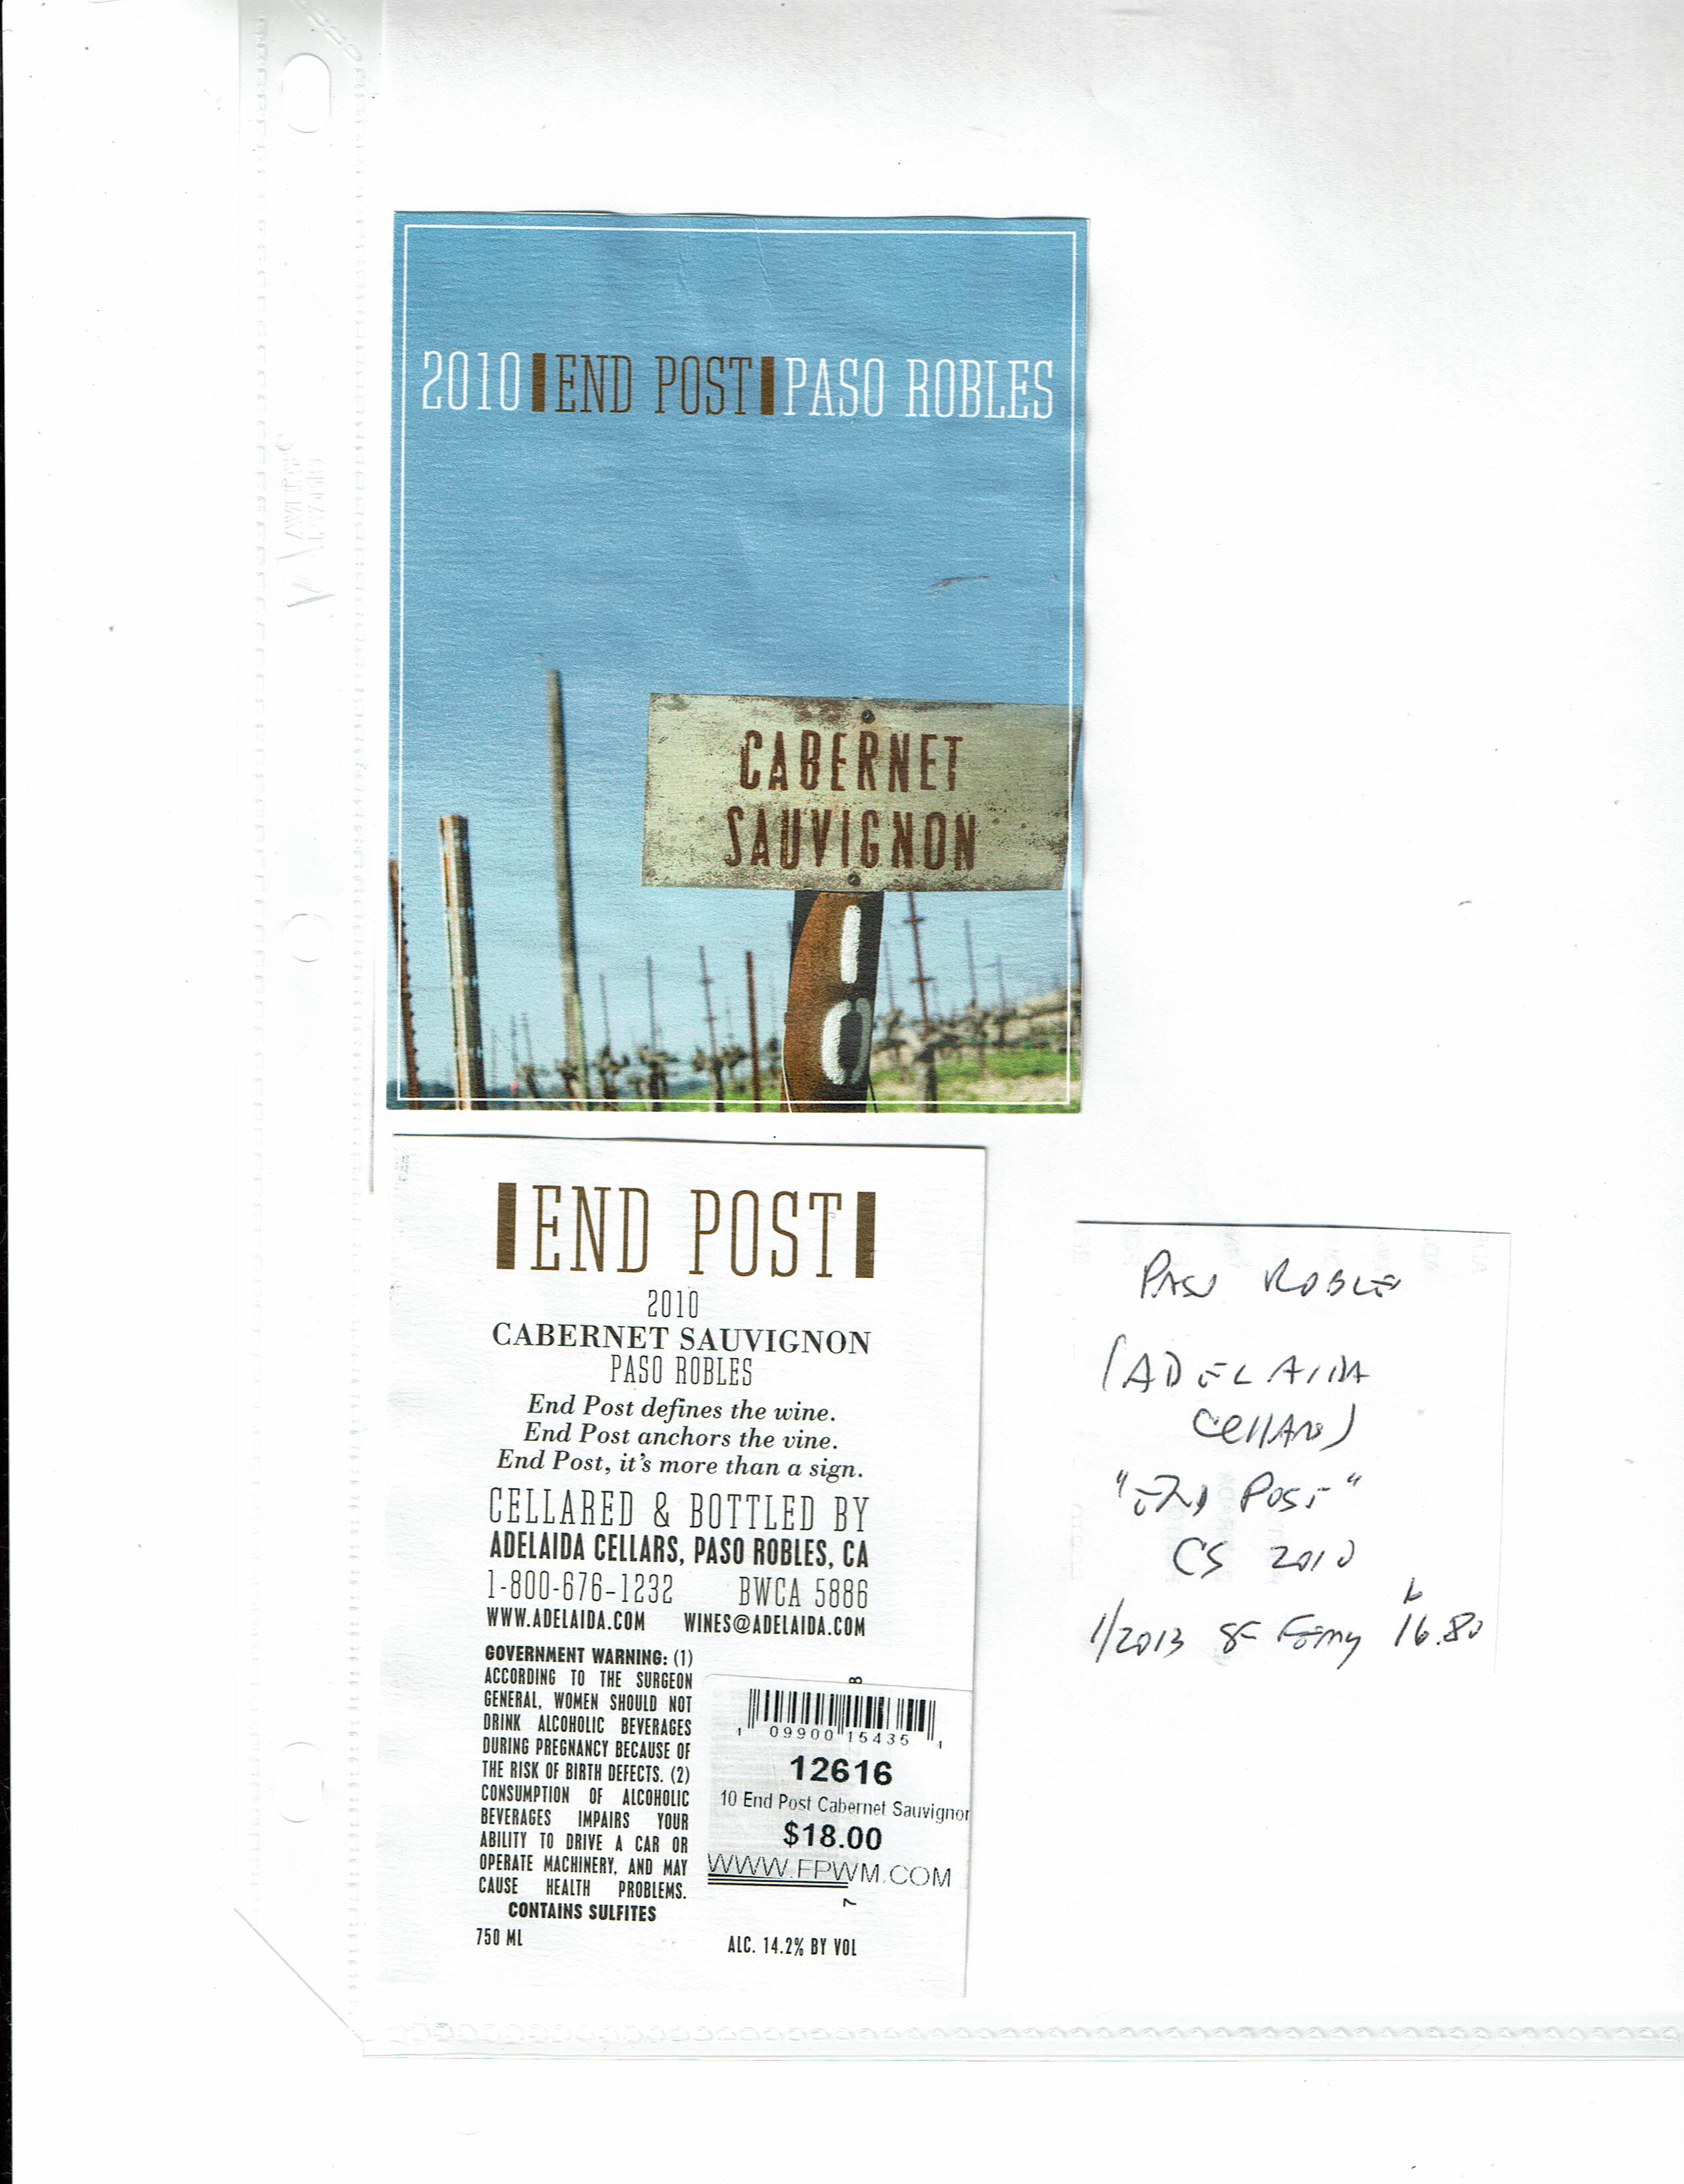 2010 END POST PASO ROBLES
CABERNET
SAUVIGNON
10
END POST
2010
CABERNET SAUVIGNON
PASO ROBLES
End Post defines the wine.
End Post anchors the vine.
End Post, it's more than a sign.
CELLARED & BOTTLED BY
ADELAIDA CELLARS, PASO ROBLES, CA
1-800-676-1232 BWCA 5886
WWW.ADELAIDA.COM WINES@ADELAIDA.COM
GOVERNMENT WARNING: (1)
ACCORDING TO THE SURGEON
GENERAL, WOMEN SHOULD NOT
DRINK ALCOHOLIC BEVERAGES
DURING PREGNANCY BECAUSE OF
THE RISK OF BIRTH DEFECTS. (2)
CONSUMPTION OF ALCOHOLIC
BEVERAGES IMPAIRS YOUR
ABILITY TO DRIVE A CAR OR
OPERATE MACHINERY, AND MAY
CAUSE HEALTH PROBLEMS.
CONTAINS SULFITES
750 ML
ALC. 14.2% BY VOL
8
1 09900 15435 1
12616
10 End Post Cabernet Sauvignon
$18.00
WWW.FPWM.COM
7
PASO ROBLES
(ADELAIDA
CellARS)
"END POST"
CS 2010
1/2013 SF 16.80